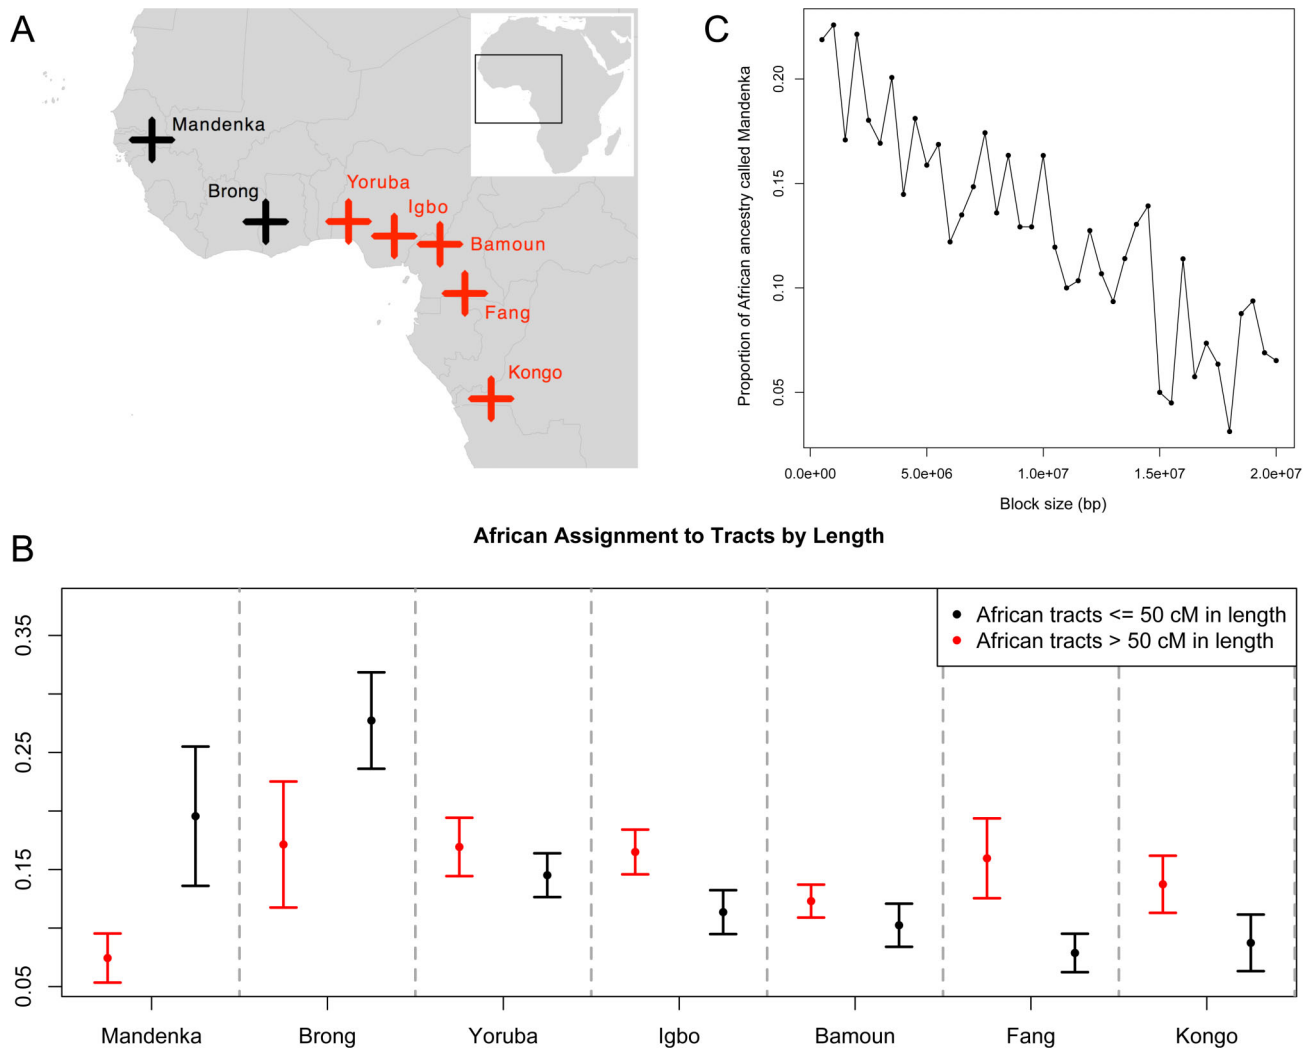 A
Mandenka
Brong
Yoruba
Igbo
Bamoun
Fang
Kongo
C
Proportion of African ancestry called Mandenka
0.20
0.15
0.10
0.05
0.0e+00 5.0e+06 1.0e+07 1.5e+07 2.0e+07
Block size (bp)
B
African Assignment to Tracts by Length
African tracts <= 50 cM in length
African tracts > 50 cM in length
0.35
0.25
0.15
0.05
Mandenka Brong Yoruba Igbo Bamoun Fang Kongo